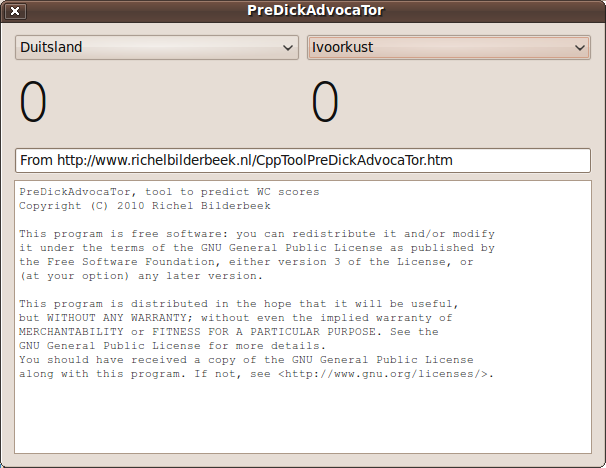 PreDickAdvocaTor
Duitsland Ivoorkust
0 0
From http://www.richelbilderbeek.nl/CppToolPreDickAdvocaTor.htm
PreDickAdvocaTor, tool to predict WC scores
Copyright (C) 2010 Richel Bilderbeek
This program is free software: you can redistribute it and/or modify
it under the terms of the GNU General Public License as published by
the Free Software Foundation, either version 3 of the License, or
(at your option) any later version.
This program is distributed in the hope that it will be useful,
but WITHOUT ANY WARRANTY; without even the implied warranty of
MERCHANTABILITY or FITNESS FOR A PARTICULAR PURPOSE. See the
GNU General Public License for more details.
You should have received a copy of the GNU General Public License
along with this program. If not, see <http://www.gnu.org/licenses/>.